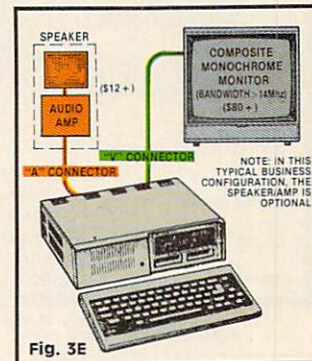 SPEAKER
($12 + )
AUDIO
AMP
COMPOSITE
MONOCHROME
MONITOR
(BANDWIDTH > 14Mhz)
($80 + )
"A" CONNECTOR
"V" CONNECTOR
NOTE: IN THIS
TYPICAL BUSINESS
CONFIGURATION, THE
SPEAKER/AMP IS
OPTIONAL
Fig. 3E